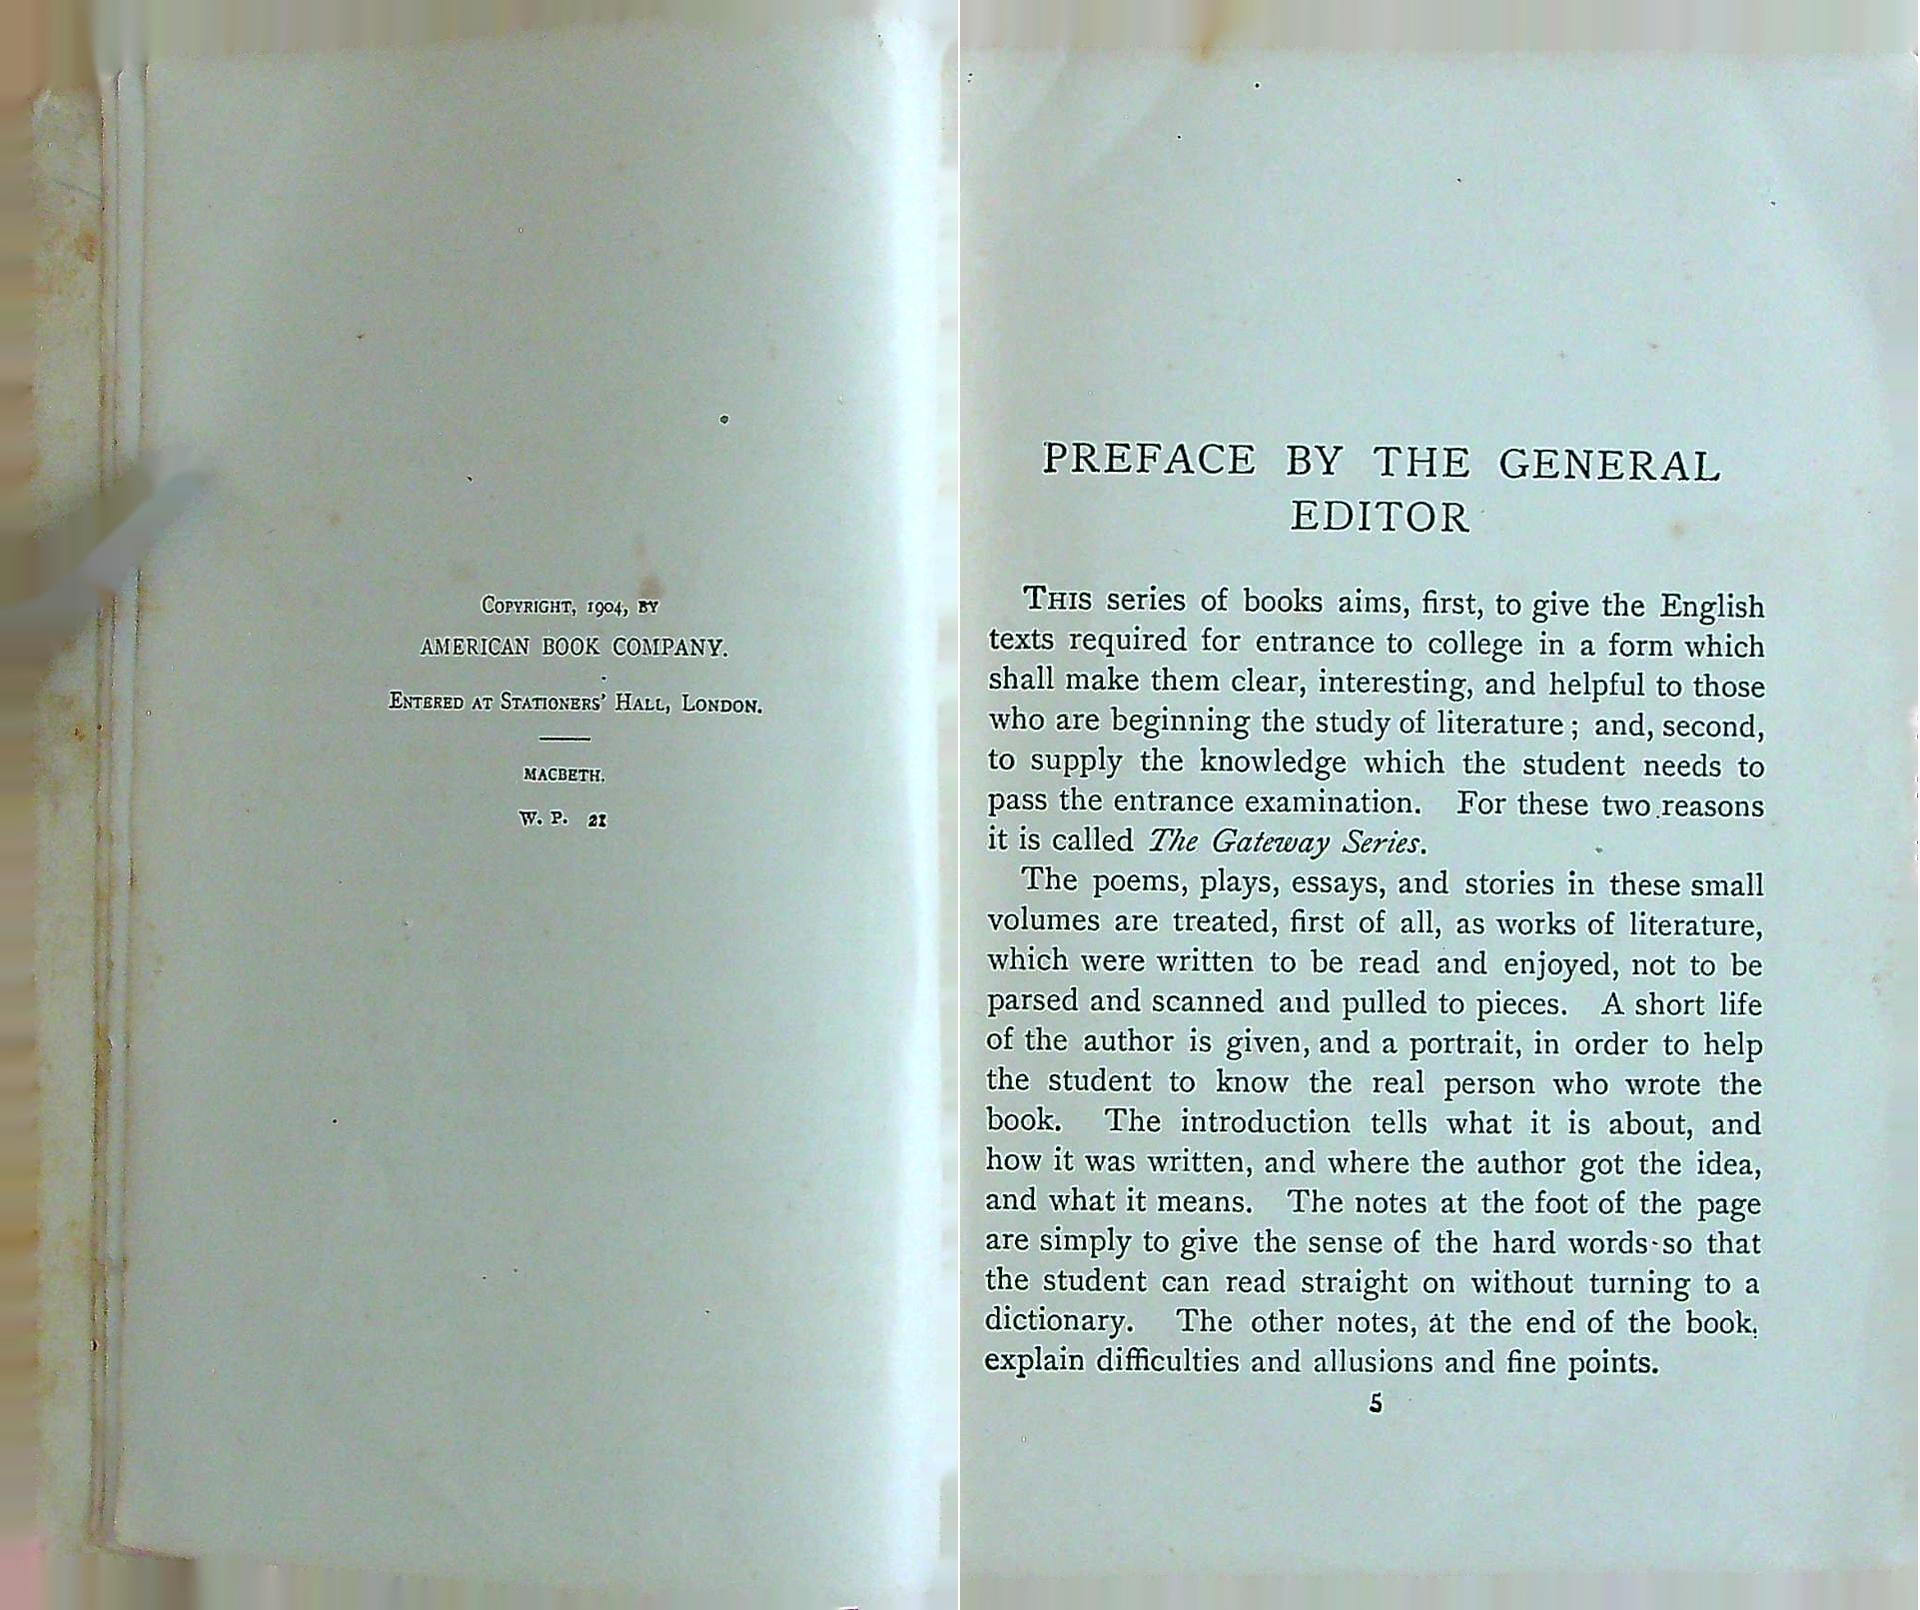 COPYRIGHT, 1904, BY
AMERICAN BOOK COMPANY.
ENTERED AT STATIONERS' HALL, LONDON.
MACBETH.
W. P. 21
PREFACE BY THE GENERAL
EDITOR
THIS series of books aims, first, to give the English
texts required for entrance to college in a form which
shall make them clear, interesting, and helpful to those
who are beginning the study of literature; and, second,
to supply the knowledge which the student needs to
pass the entrance examination. For these two reasons
it is called The Gateway Series.
The poems, plays, essays, and stories in these small
volumes are treated, first of all, as works of literature,
which were written to be read and enjoyed, not to be
parsed and scanned and pulled to pieces. A short life
of the author is given, and a portrait, in order to help
the student to know the real person who wrote the
book. The introduction tells what it is about, and
how it was written, and where the author got the idea,
and what it means. The notes at the foot of the page
are simply to give the sense of the hard words so that
the student can read straight on without turning to a
dictionary. The other notes, at the end of the book,
explain difficulties and allusions and fine points.
5